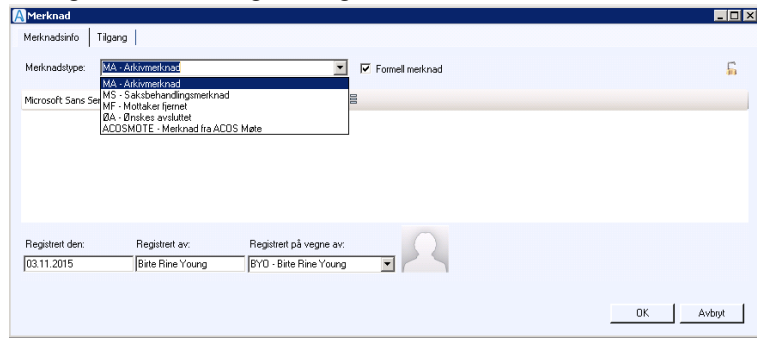 Merknad
Merknadsinfo Tilgang
Merknadstype: MA - Arkivmerknad Formell merknad
MA - Arkivmerknad
MS - Saksbehandlingsmerknad
Microsoft Sans Ser
MF - Mottaker fjernet
ØA - Ønskes avsluttet
ACOSMOTE - Merknad fra ACOS Møte
Registrert den: Registrert av: Registrert på vegne av:
03.11.2015 Birte Rine Young BYO - Birte Rine Young
OK Avbryt